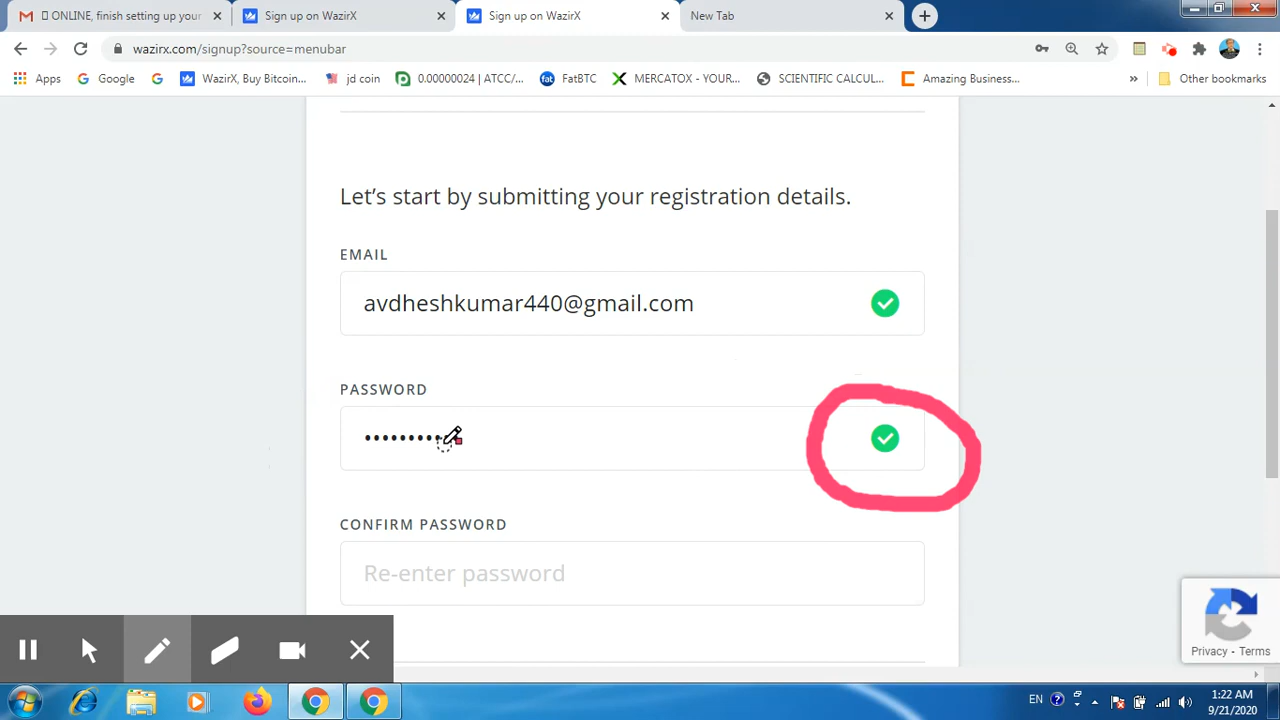 ONLINE, finish setting up your
Sign up on WazirX
Sign up on WazirX
New Tab
wazirx.com/signup?source=menubar
Apps
Google
WazirX, Buy Bitcoin...
jd coin
0.00000024 | ATCC/...
fat
FatBTC
MERCATOX - YOUR...
SCIENTIFIC CALCUL...
Amazing Business...
»
Other bookmarks
Let's start by submitting your registration details.
EMAIL
avdheshkumar440@gmail.com
PASSWORD
CONFIRM PASSWORD
Re-enter password
Privacy - Terms
EN
1:22 AM
9/21/2020